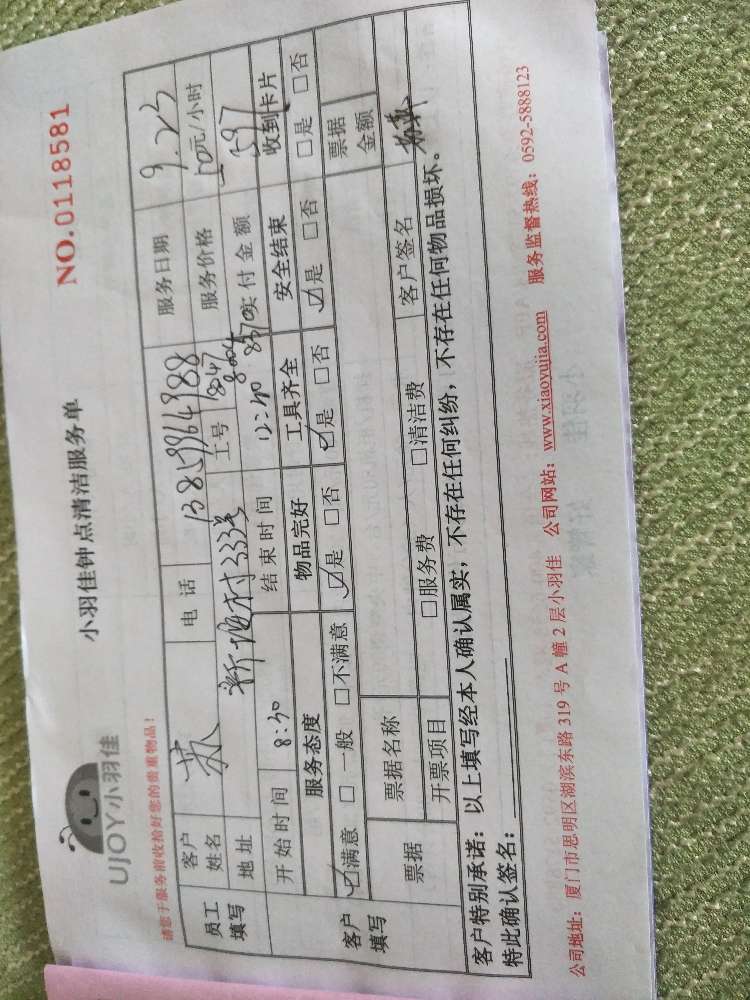 UJOY小羽佳
小羽佳钟点清洁服务单
NO.0118581
请您于服务前收拾好您的贵重物品！
员工填写
客户姓名 苏 电话 服务日期 9.23
地址 新垵村333号 工号 8047 服务价格 元/小时
开始时间 8:30 结束时间 12:30 实付金额 597
客户填写
服务态度 物品完好 工具齐全 安全结束 收到卡片
☑满意 □一般 □不满意 ☑是 □否 ☑是 □否 ☑是 □否 □是 □否
票据 票据名称 票据金额
开票项目 □服务费 □清洁费 客户签名
客户特别承诺：以上填写经本人确认属实，不存在任何纠纷，不存在任何物品损坏。
特此确认签名：
公司地址：厦门市思明区湖滨东路 319 号 A 幢 2 层小羽佳 公司网站：www.xiaoyujia.com 服务监督热线：0592-5888123